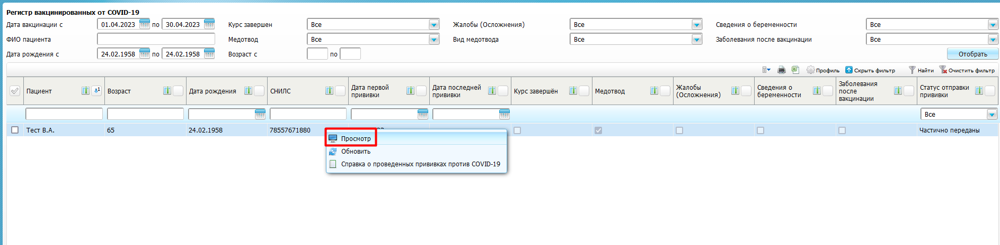 Регистр вакцинированных от COVID-19
Дата вакцинации с 01.04.2023 по 30.04.2023 Курс завершен Все Жалобы (Осложнения) Все Сведения о беременности Все
ФИО пациента Медотвод Все Вид медотвода Все Заболевания после вакцинации Все
Дата рождения с 24.02.1958 по 24.02.1958 Возраст с по Отобрать
Профиль Скрыть фильтр Найти Очистить фильтр
Пациент 1 Возраст Дата рождения СНИЛС Дата первой прививки Дата последней прививки Курс завершён Медотвод Жалобы (Осложнения) Сведения о беременности Заболевания после вакцинации Статус отправки прививки
Все
Тест В.А. 65 24.02.1958 78557671880 Частично переданы
Просмотр
Обновить
Справка о проведенных прививках против COVID-19